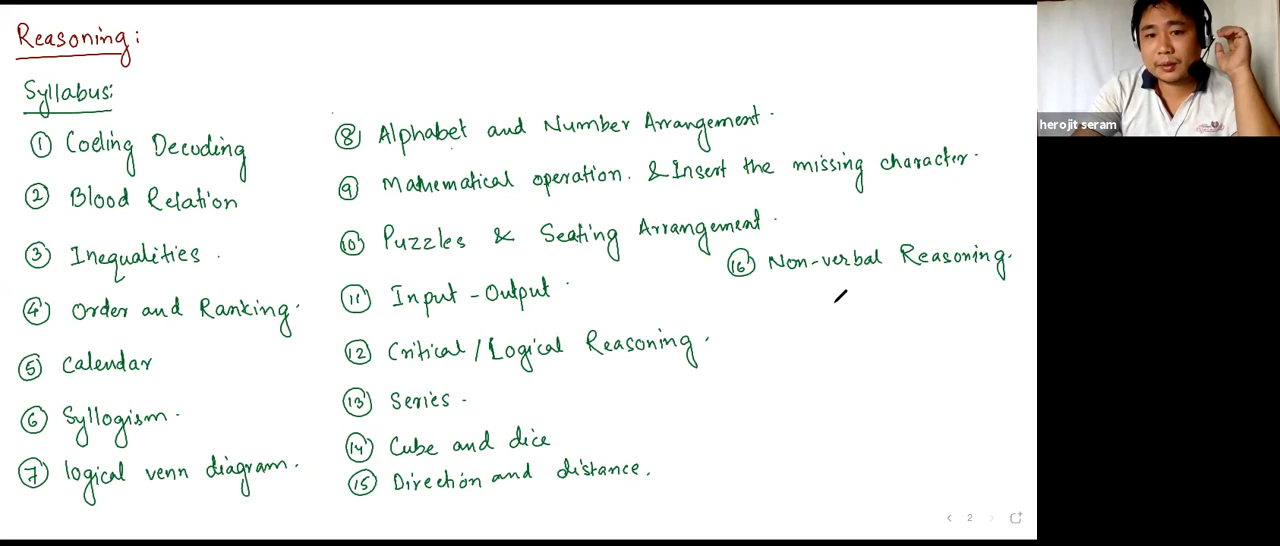 Reasoning:
Syllabus:
① Coding Decoding
② Blood Relation
③ Inequalities.
④ Order and Ranking.
⑤ Calendar
⑥ Syllogism.
⑦ logical venn diagram.
⑧ Alphabet and Number Arrangement.
⑨ Mathematical operation. & Insert the missing character.
⑩ Puzzles & Seating Arrangement.
⑪ Input - Output.
⑫ Critical / Logical Reasoning.
⑬ Series.
⑭ Cube and dice
⑮ Direction and distance.
⑯ Non-verbal Reasoning.
herojit seram
2